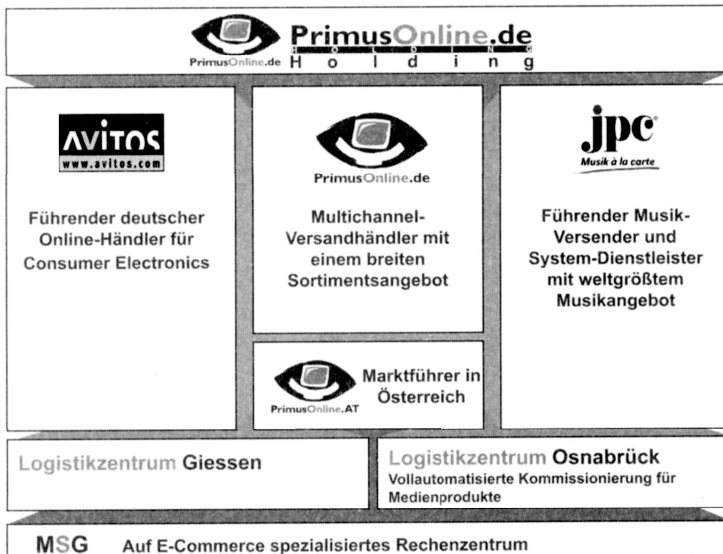 PrimusOnline.de
PrimusOnline.de
HOLDING
Holding
AVITOS
www.avitos.com
Führender deutscher
Online-Händler für
Consumer Electronics
PrimusOnline.de
Multichannel-
Versandhändler mit
einem breiten
Sortimentsangebot
jpc®
Musik à la carte
Führender Musik-
Versender und
System-Dienstleister
mit weltgrößtem
Musikangebot
PrimusOnline.AT
Marktführer in
Österreich
Logistikzentrum Giessen
Logistikzentrum Osnabrück
Vollautomatisierte Kommissionierung für
Medienprodukte
MSG Auf E-Commerce spezialisiertes Rechenzentrum